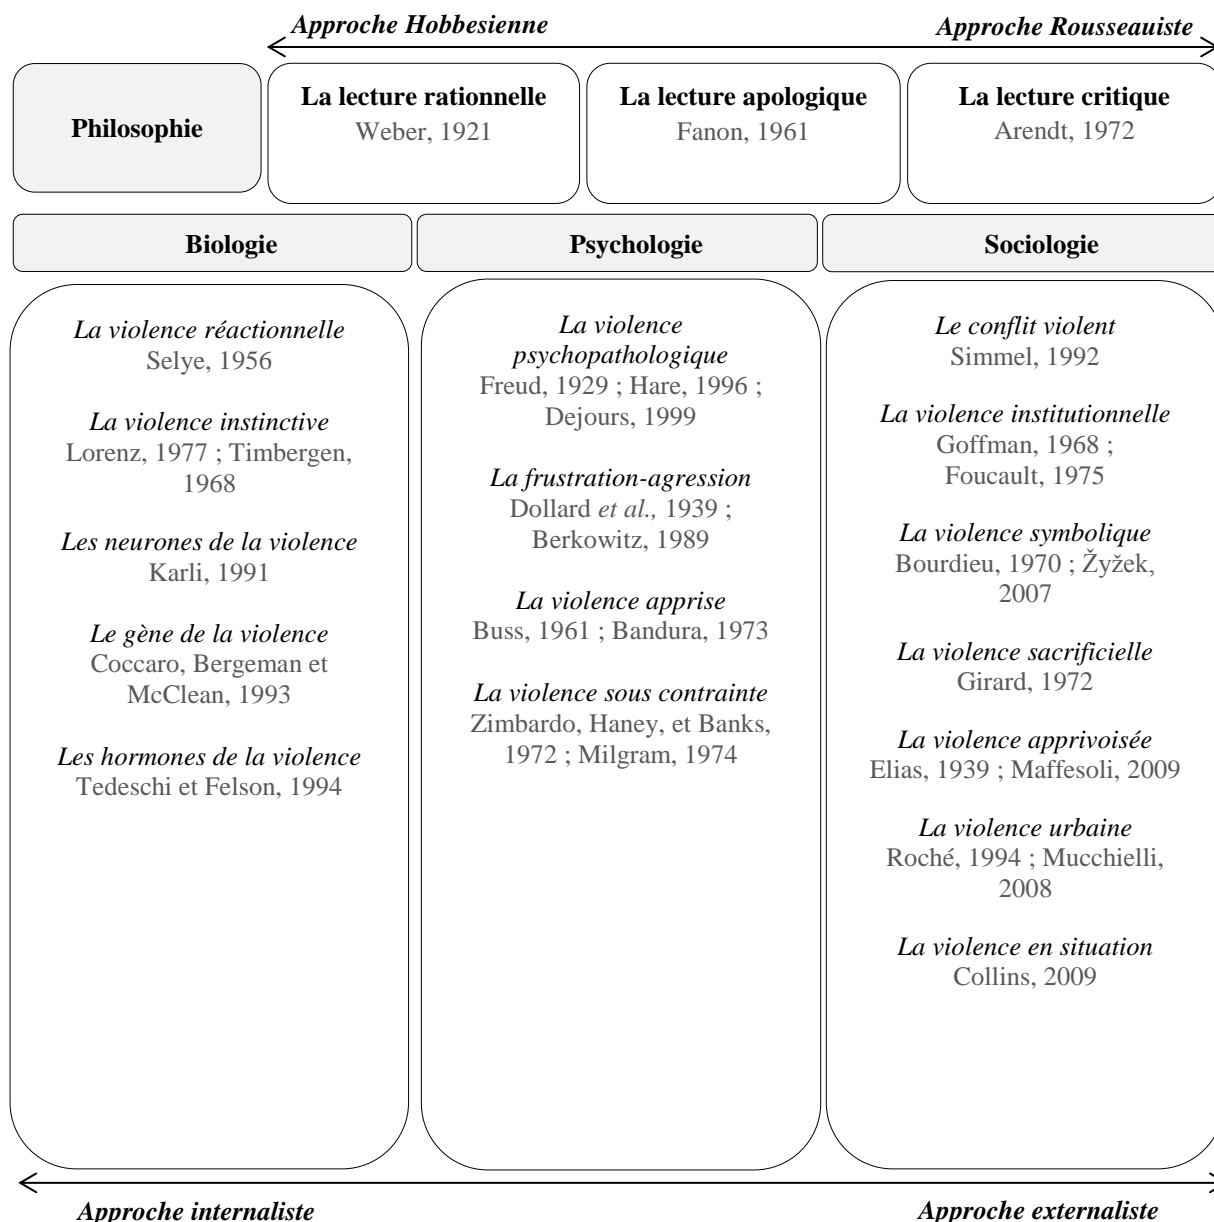 Approche Hobbesienne
Approche Rousseauiste
Philosophie
La lecture rationnelle
Weber, 1921
La lecture apologique
Fanon, 1961
La lecture critique
Arendt, 1972
Biologie
Psychologie
Sociologie
La violence réactionnelle
Selye, 1956
La violence instinctive
Lorenz, 1977 ; Timbergen,
1968
Les neurones de la violence
Karli, 1991
Le gène de la violence
Coccaro, Bergeman et
McClean, 1993
Les hormones de la violence
Tedeschi et Felson, 1994
La violence
psychopathologique
Freud, 1929 ; Hare, 1996 ;
Dejours, 1999
La frustration-agression
Dollard et al., 1939 ;
Berkowitz, 1989
La violence apprise
Buss, 1961 ; Bandura, 1973
La violence sous contrainte
Zimbardo, Haney, et Banks,
1972 ; Milgram, 1974
Le conflit violent
Simmel, 1992
La violence institutionnelle
Goffman, 1968 ;
Foucault, 1975
La violence symbolique
Bourdieu, 1970 ; Žyžek,
2007
La violence sacrificielle
Girard, 1972
La violence apprivoisée
Elias, 1939 ; Maffesoli, 2009
La violence urbaine
Roché, 1994 ; Mucchielli,
2008
La violence en situation
Collins, 2009
Approche internaliste
Approche externaliste